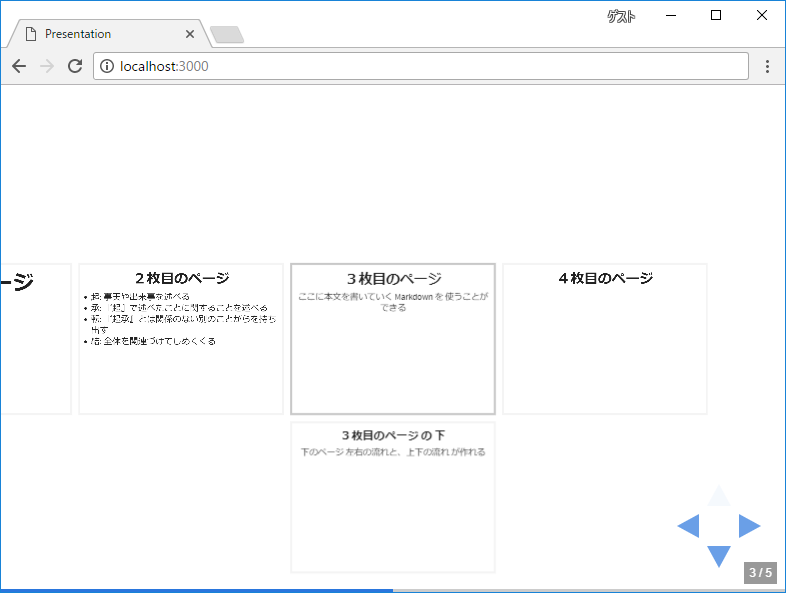 ゲスト
Presentation
localhost:3000
ージ
2枚目のページ
起: 事実や出来事を述べる
承: 『起』で述べたことに関することを述べる
転: 『起承』とは関係のない別のことがらを持ち
出す
結: 全体を関連づけてしめくくる
3枚目のページ
ここに本文を書いていく Markdown を使うことが
できる
4枚目のページ
3枚目のページの下
下のページ 左右の流れと、上下の流れが作れる
3 / 5